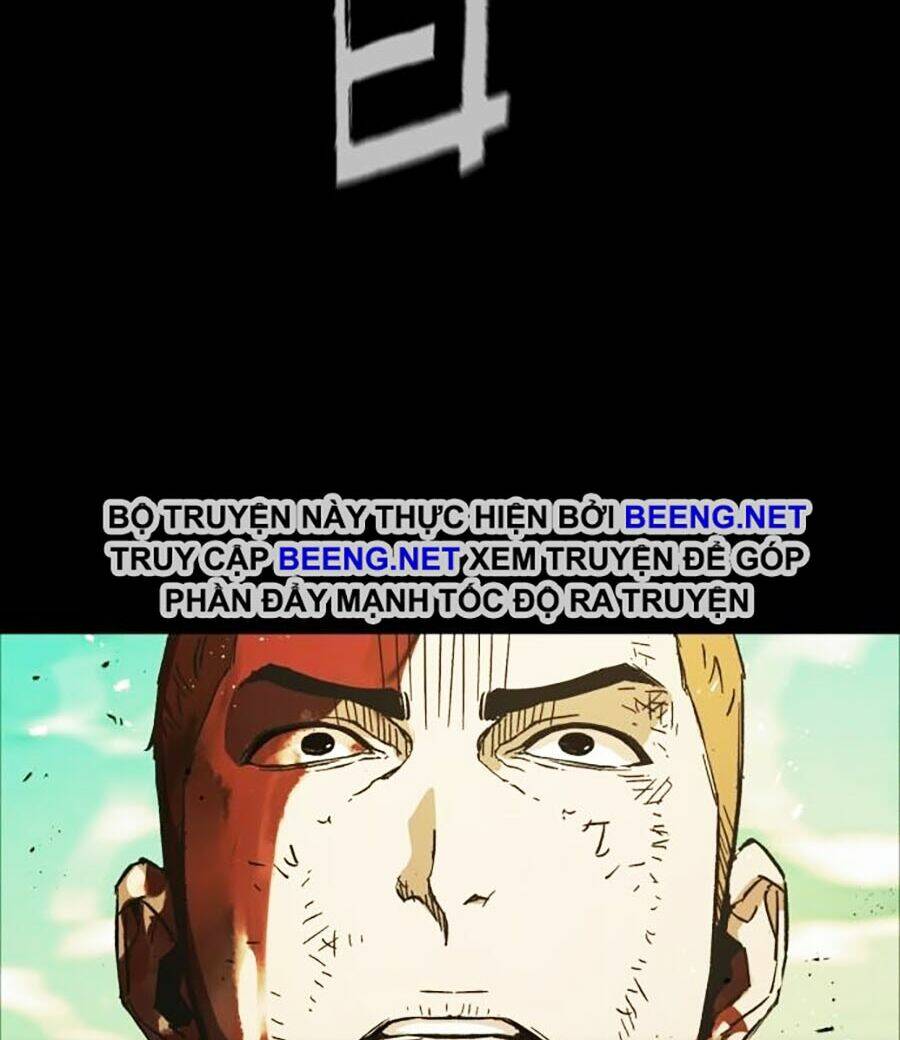 타
BỘ TRUYỆN NÀY THỰC HIỆN BỞI BEENG.NET
TRUY CẬP BEENG.NET XEM TRUYỆN ĐỂ GÓP
PHẦN ĐẨY MẠNH TỐC ĐỘ RA TRUYỆN